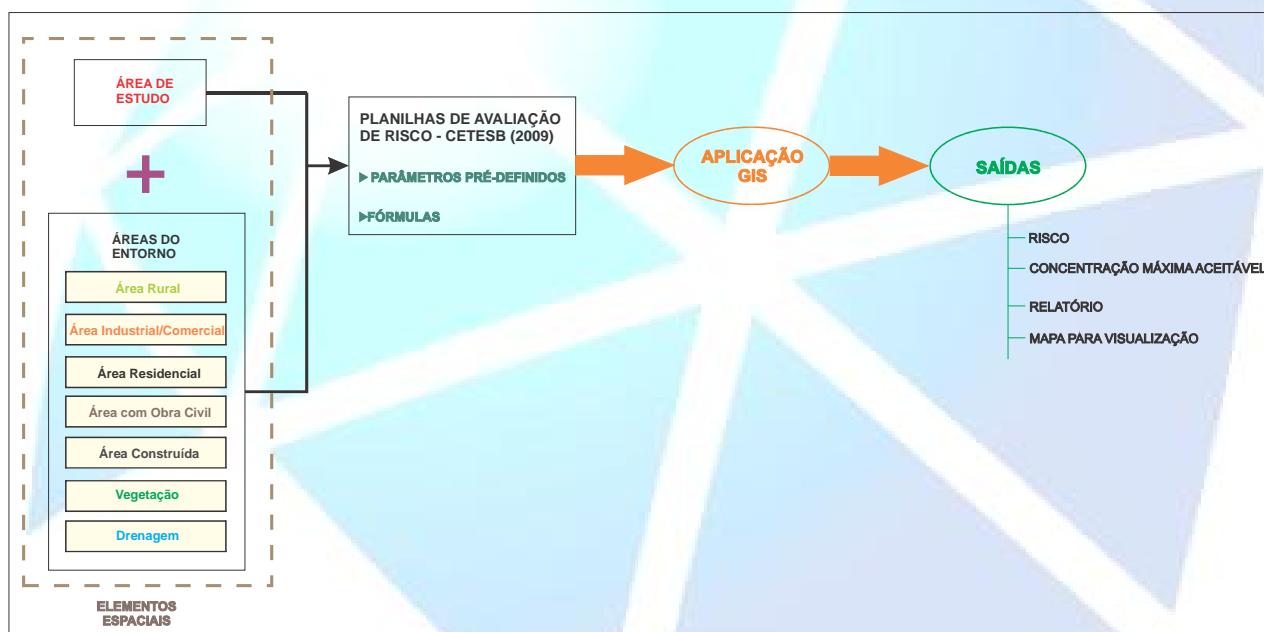 ÁREA DE
ESTUDO
+
ÁREAS DO
ENTORNO
Área Rural
Área Industrial/Comercial
Área Residencial
Área com Obra Civil
Área Construída
Vegetação
Drenagem
ELEMENTOS
ESPACIAIS
PLANILHAS DE AVALIAÇÃO
DE RISCO - CETESB (2009)
PARÂMETROS PRÉ-DEFINIDOS
FÓRMULAS
APLICAÇÃO
GIS
SAÍDAS
RISCO
CONCENTRAÇÃO MÁXIMA ACEITÁVEL
RELATÓRIO
MAPA PARA VISUALIZAÇÃO